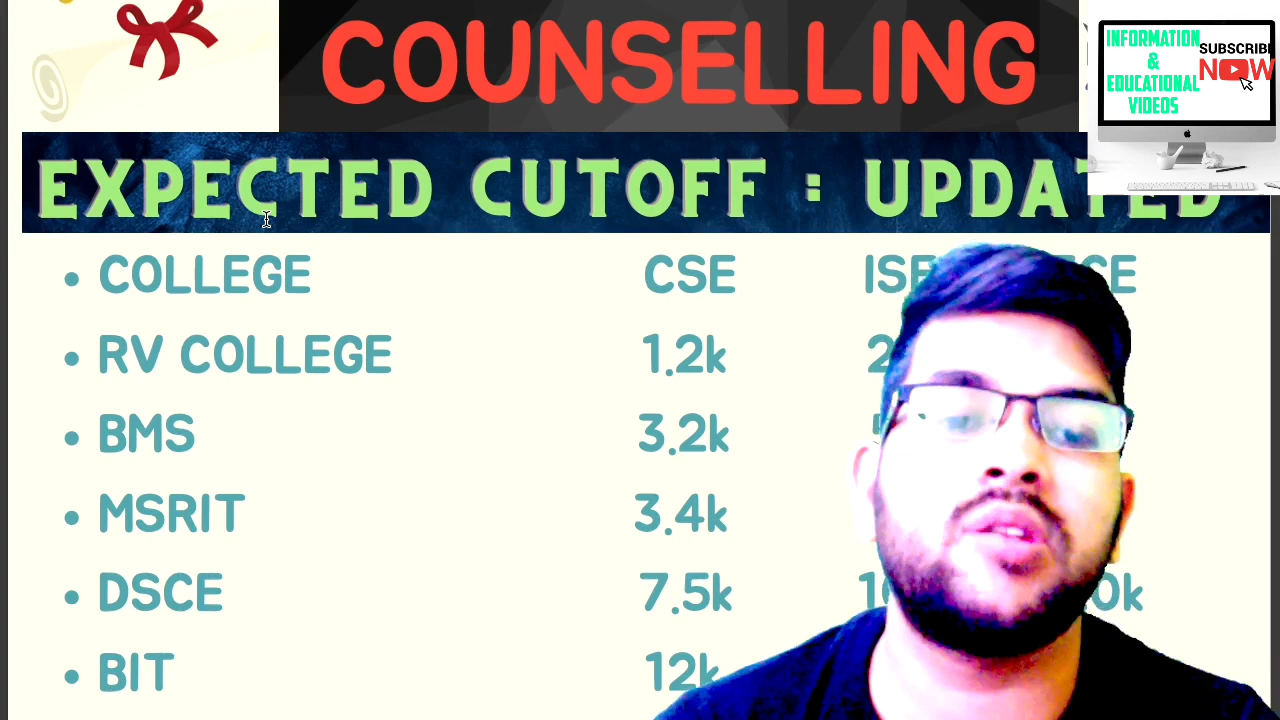 COUNSELLING
INFORMATION
&
EDUCATIONAL
VIDEOS
SUBSCRIBE
NOW
EXPECTED CUTOFF : UPDATED
• COLLEGE CSE ISE
• RV COLLEGE 1.2k
• BMS 3.2k
• MSRIT 3.4k
• DSCE 7.5k
• BIT 12k